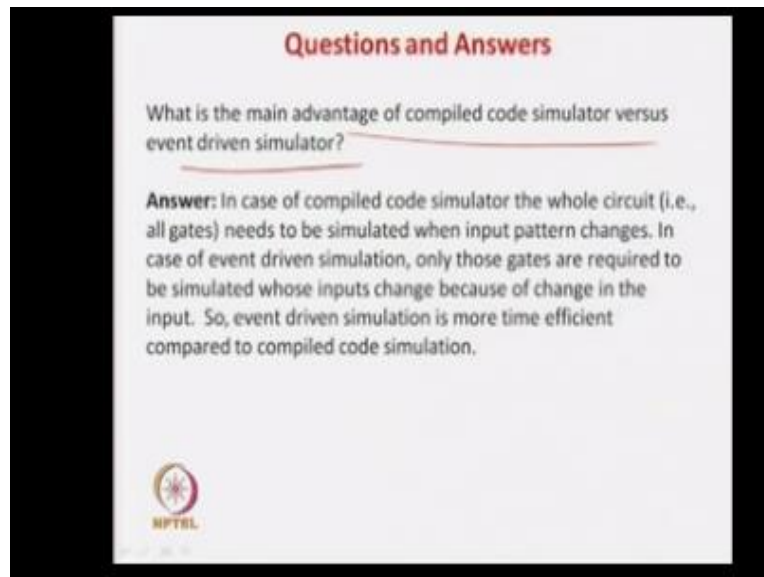 Questions and Answers
What is the main advantage of compiled code simulator versus
event driven simulator?
Answer: In case of compiled code simulator the whole circuit (i.e.,
all gates) needs to be simulated when input pattern changes. In
case of event driven simulation, only those gates are required to
be simulated whose inputs change because of change in the
input. So, event driven simulation is more time efficient
compared to compiled code simulation.
NPTEL